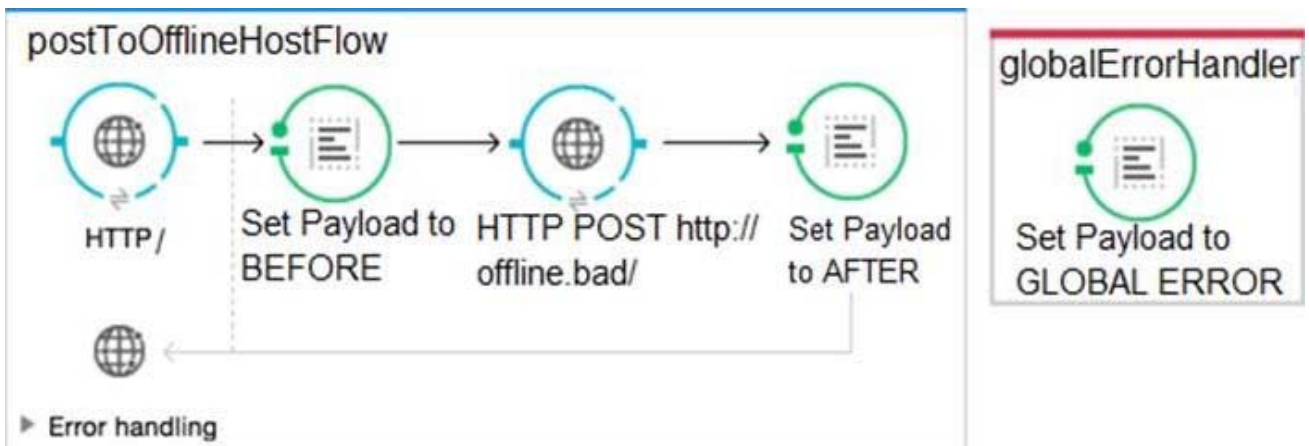 postToOfflineHostFlow
HTTP/
Set Payload to
BEFORE
HTTP POST http://
offline.bad/
Set Payload
to AFTER
Error handling
globalErrorHandler
Set Payload to
GLOBAL ERROR